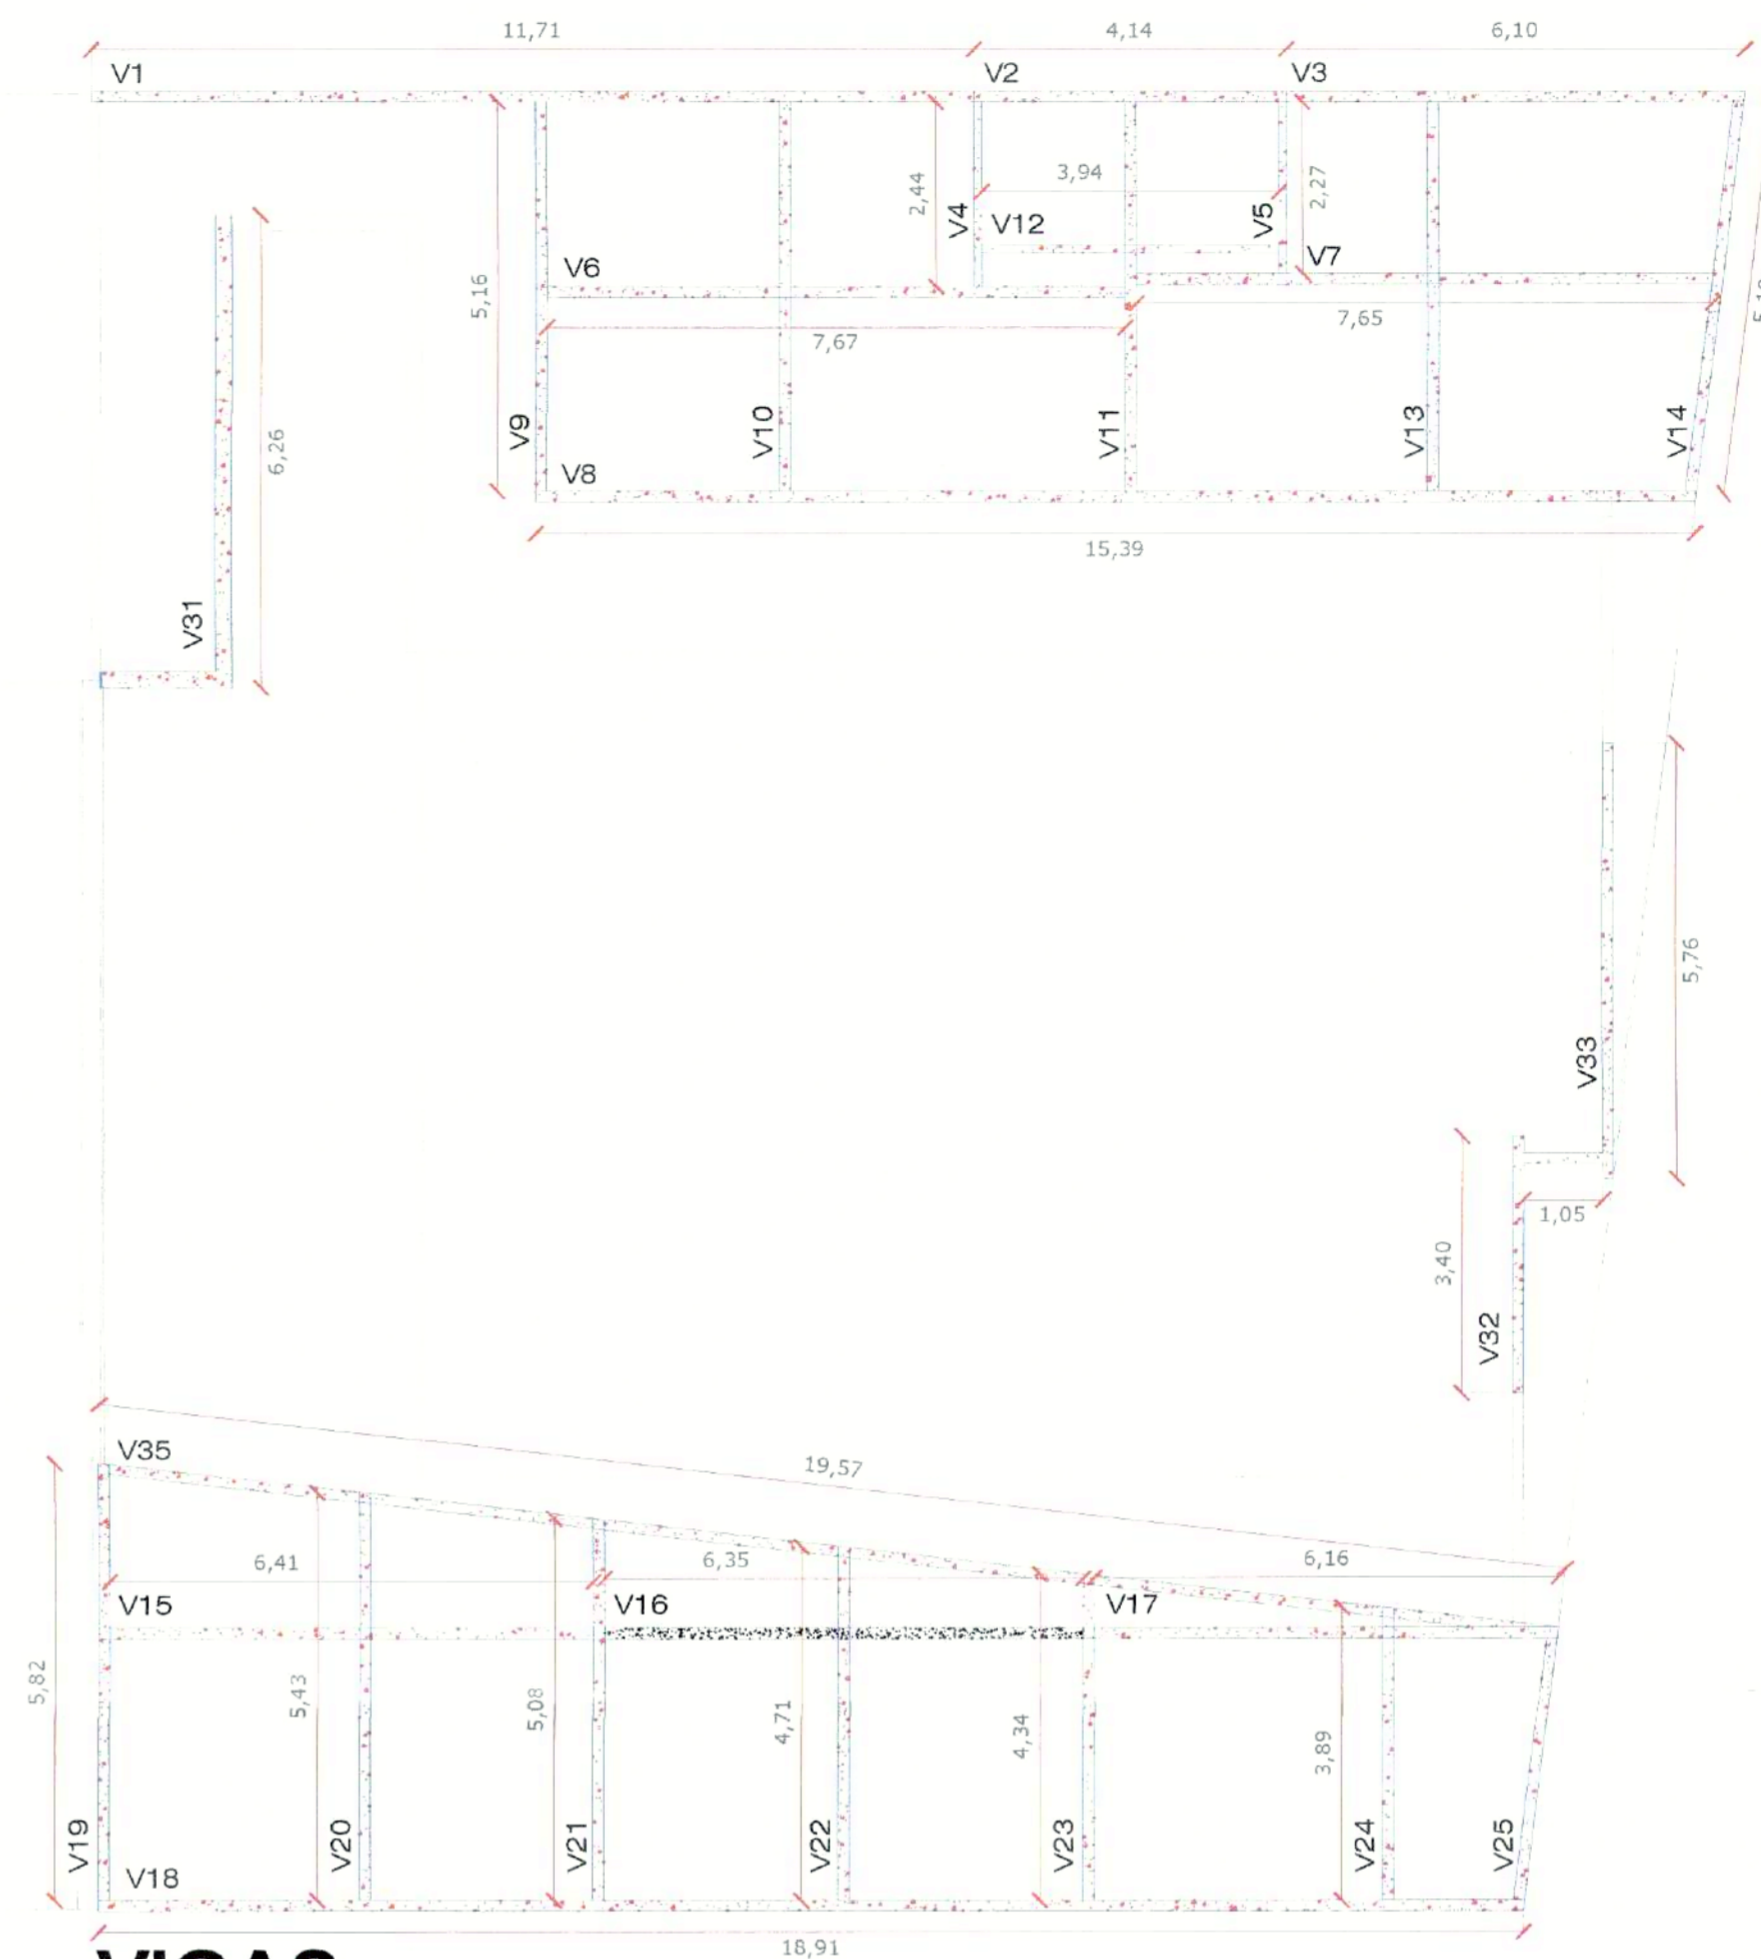 11,71 4,14 6,10
V1 V2 V3
3,94
2,44
2,27
V4 V12 V5
V6 V7
5,16
7,67 7,65
6,26
V9 V10 V11 V13 V14
V8
15,39
V31
5,76
V33
1,05
3,40
V32
V35
19,57
6,41 6,35 6,16
V15 V16 V17
5,82 5,43 5,08 4,71 4,34 3,89
V19 V20 V21 V22 V23 V24 V25
V18
18,91
VIGAS